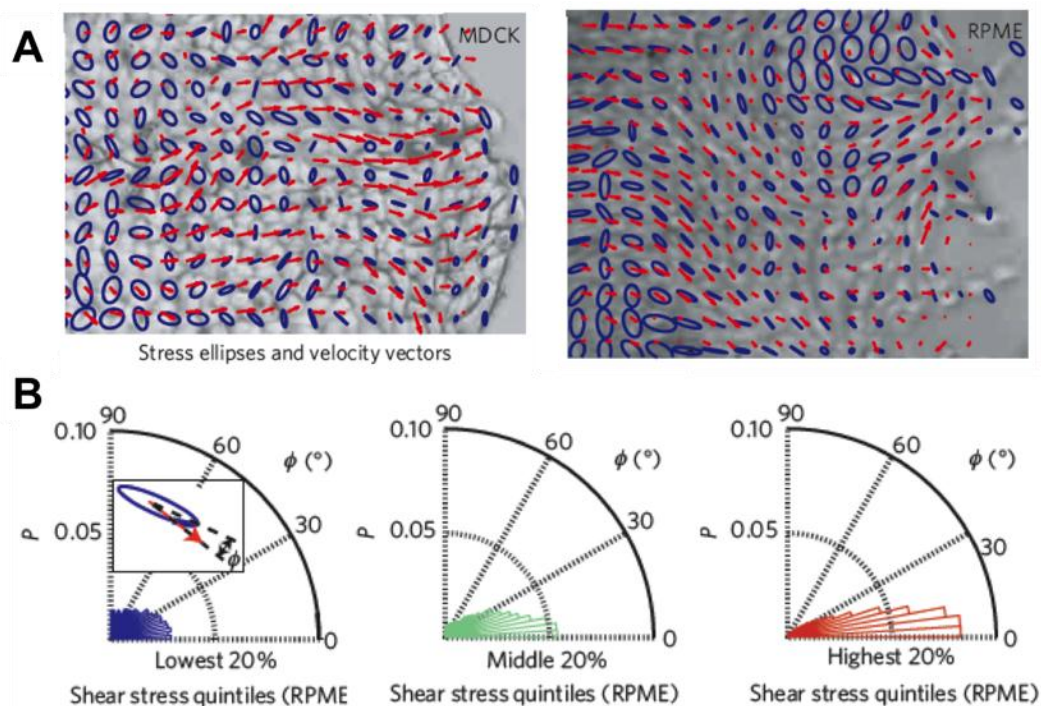 A
MDCK
RPME
Stress ellipses and velocity vectors
B
90
0.10
60
ϕ (°)
0.05
P
30
ϕ
0
Lowest 20%
Shear stress quintiles (RPME
90
0.10
60
ϕ (°)
0.05
P
30
0
Middle 20%
Shear stress quintiles (RPME)
90
0.10
60
ϕ (°)
0.05
P
30
0
Highest 20%
Shear stress quintiles (RPME)